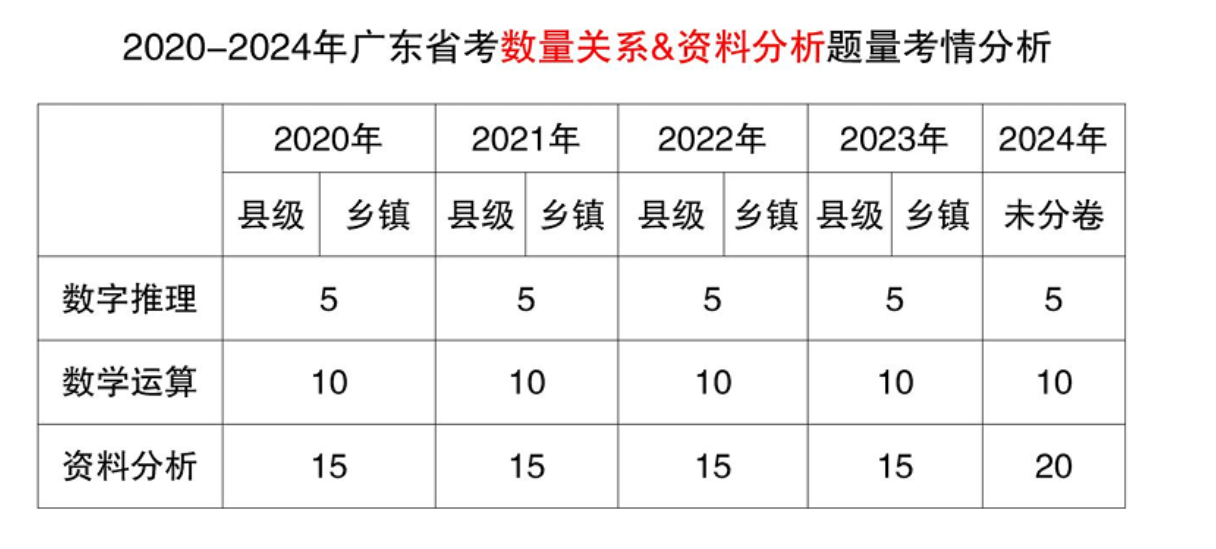 2020-2024年广东省考数量关系&资料分析题量考情分析
2020年 2021年 2022年 2023年 2024年
县级 乡镇 县级 乡镇 县级 乡镇 县级 乡镇 未分卷
数字推理 5 5 5 5 5
数学运算 10 10 10 10 10
资料分析 15 15 15 15 20